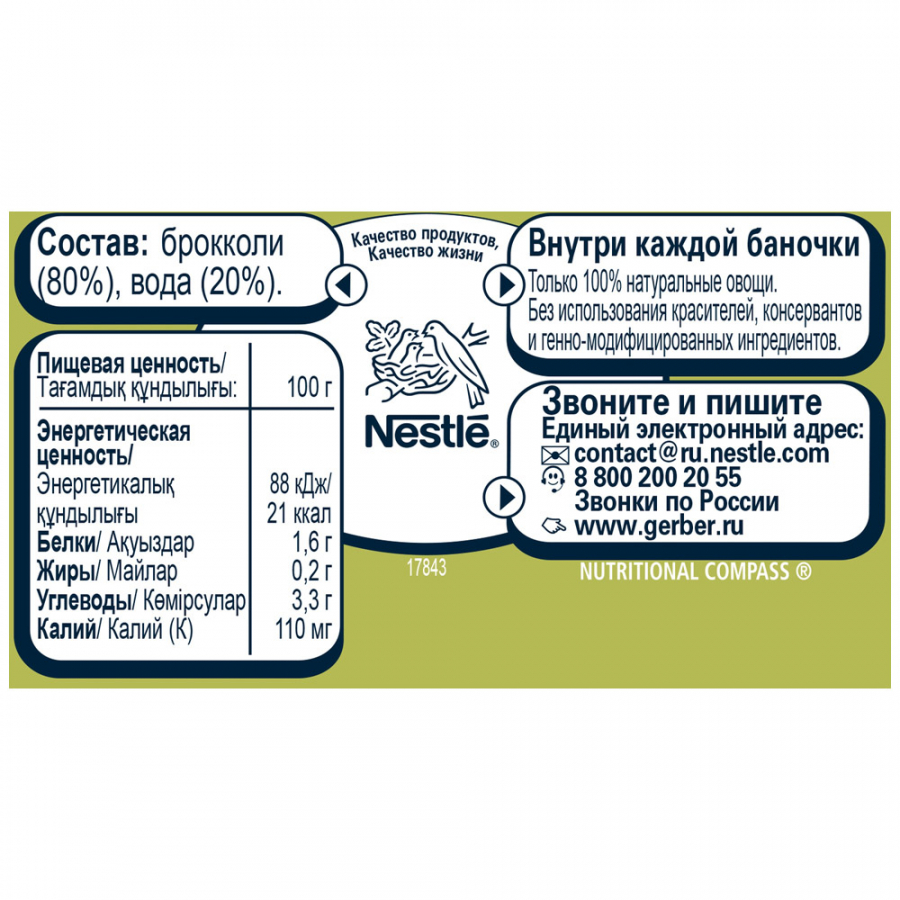 Состав: брокколи
(80%), вода (20%).
Пищевая ценность/
Тағамдық құндылығы: 100 г
Энергетическая
ценность/
Энергетикалық 88 кДж/
құндылығы 21 ккал
Белки/ Ақуыздар 1,6 г
Жиры/ Майлар 0,2 г
Углеводы/ Көмірсулар 3,3 г
Калий/ Калий (К) 110 мг
Качество продуктов,
Качество жизни
Nestlé®
17843
Внутри каждой баночки
Только 100% натуральные овощи.
Без использования красителей, консервантов
и генно-модифицированных ингредиентов.
Звоните и пишите
Единый электронный адрес:
contact@ru.nestle.com
8 800 200 20 55
Звонки по России
www.gerber.ru
NUTRITIONAL COMPASS ®